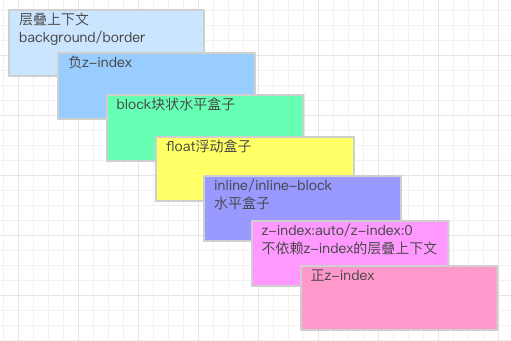 层叠上下文
background/border
负z-index
block块状水平盒子
float浮动盒子
inline/inline-block
水平盒子
z-index:auto/z-index:0
不依赖z-index的层叠上下文
正z-index